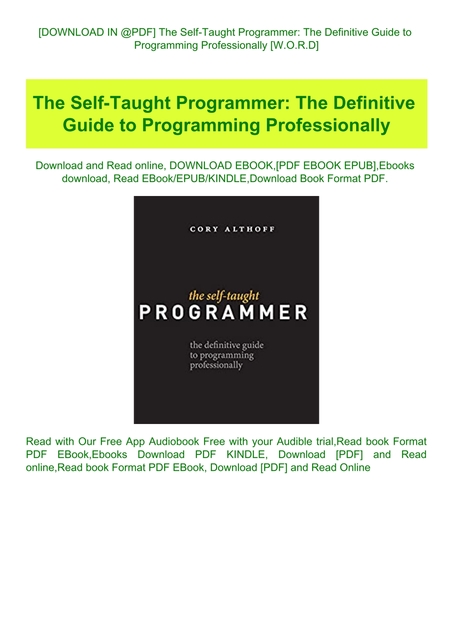 [DOWNLOAD IN @PDF] The Self-Taught Programmer: The Definitive Guide to
Programming Professionally [W.O.R.D]
The Self-Taught Programmer: The Definitive
Guide to Programming Professionally
Download and Read online, DOWNLOAD EBOOK,[PDF EBOOK EPUB],Ebooks
download, Read EBook/EPUB/KINDLE,Download Book Format PDF.
CORY ALTHOFF
the self-taught
PROGRAMMER
the definitive guide
to programming
professionally
Read with Our Free App Audiobook Free with your Audible trial,Read book Format
PDF EBook,Ebooks Download PDF KINDLE, Download [PDF] and Read
online,Read book Format PDF EBook, Download [PDF] and Read Online